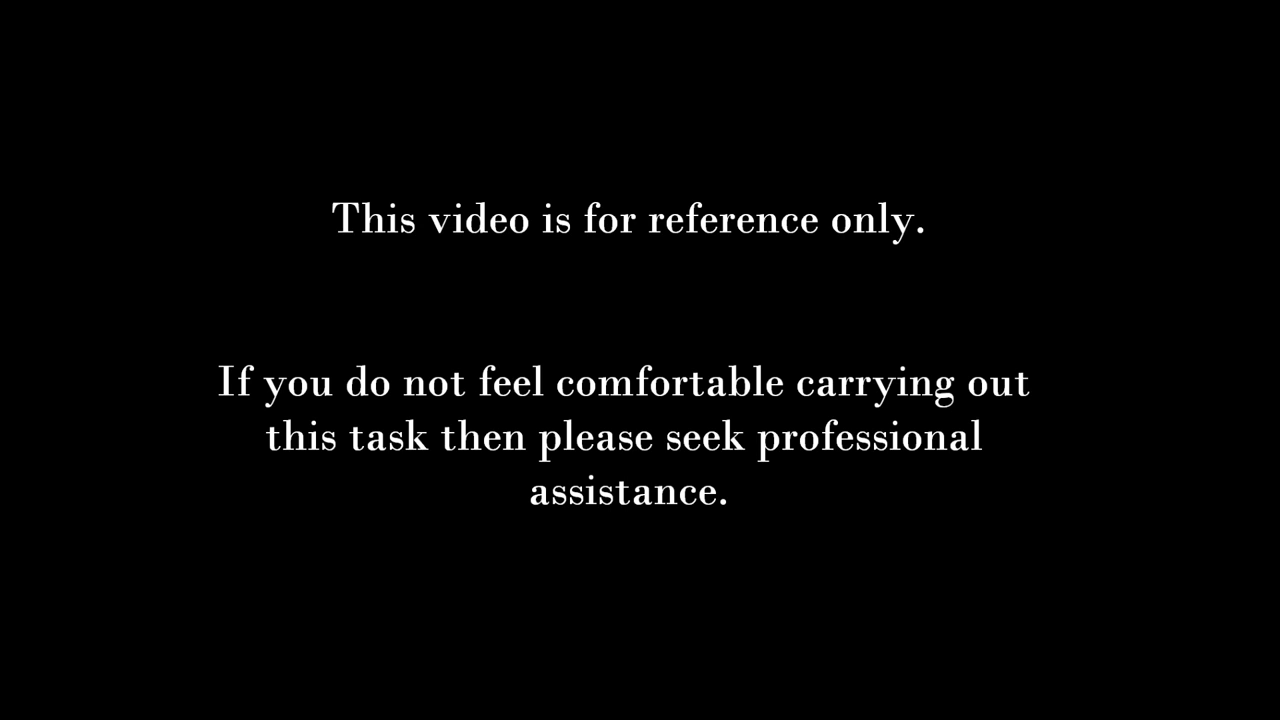 This video is for reference only.
If you do not feel comfortable carrying out
this task then please seek professional
assistance.